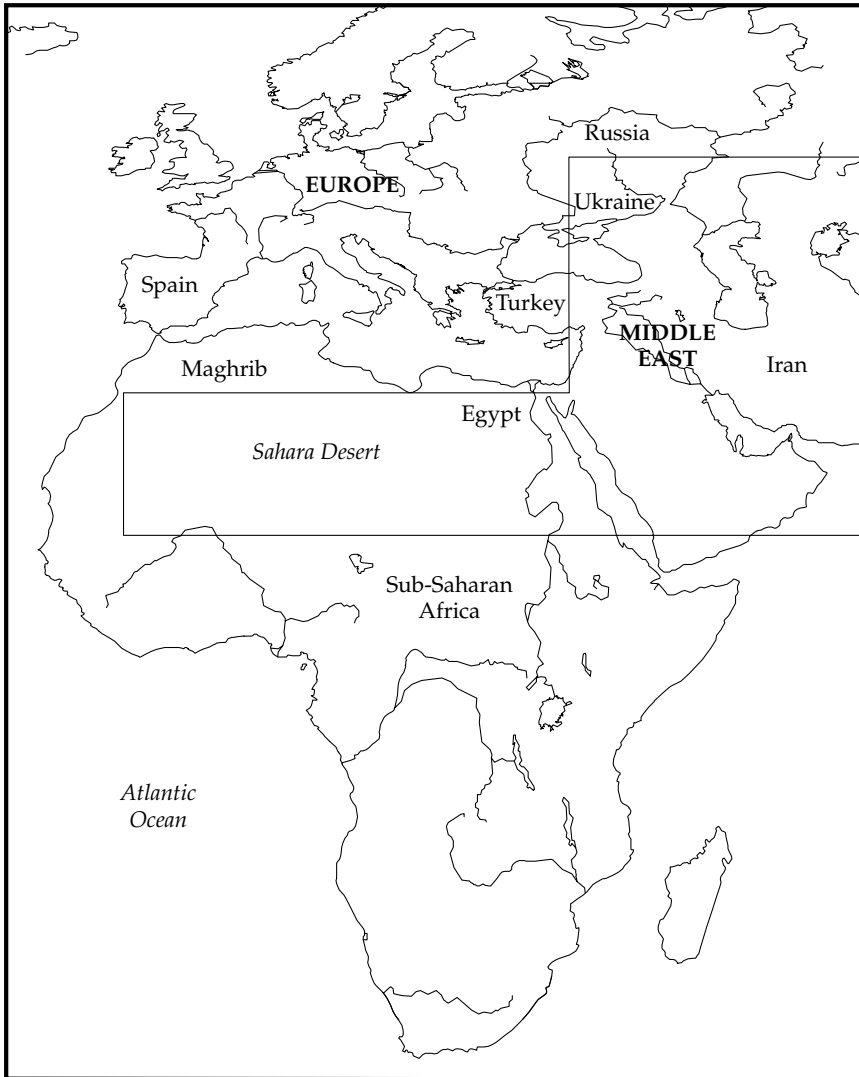 Russia
EUROPE
Ukraine
Spain
Turkey
MIDDLE
EAST
Maghrib
Iran
Egypt
Sahara Desert
Sub-Saharan
Africa
Atlantic
Ocean